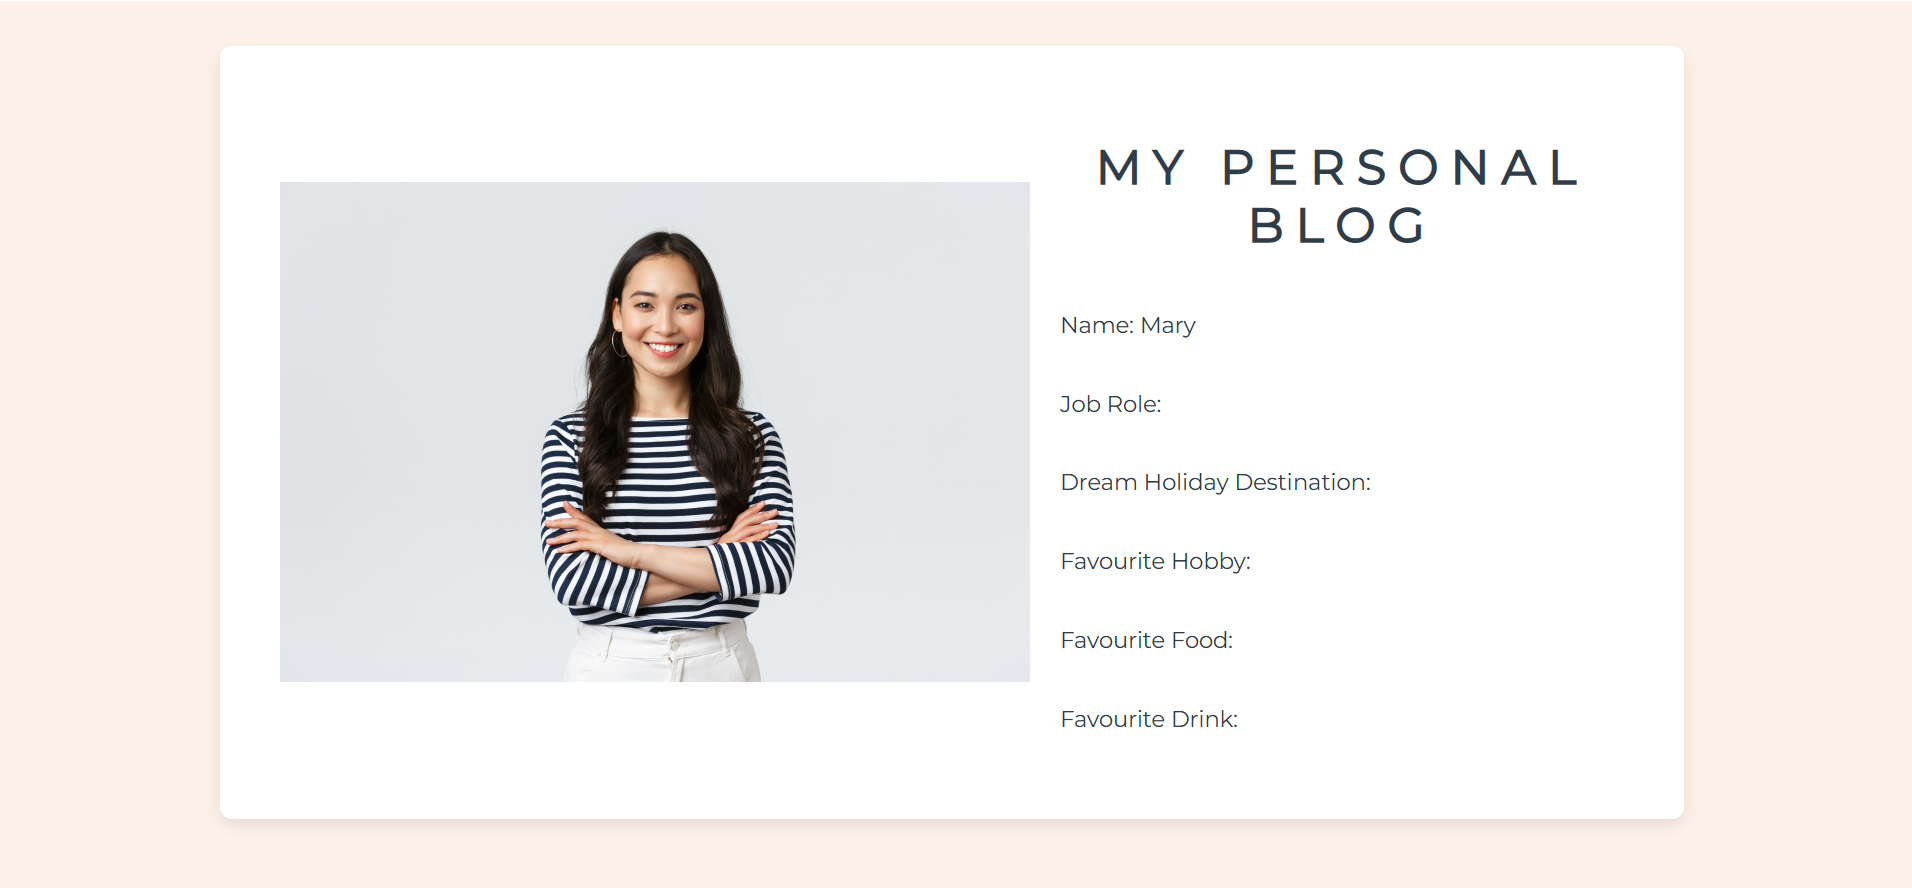 MY PERSONAL
BLOG
Name: Mary
Job Role:
Dream Holiday Destination:
Favourite Hobby:
Favourite Food:
Favourite Drink: